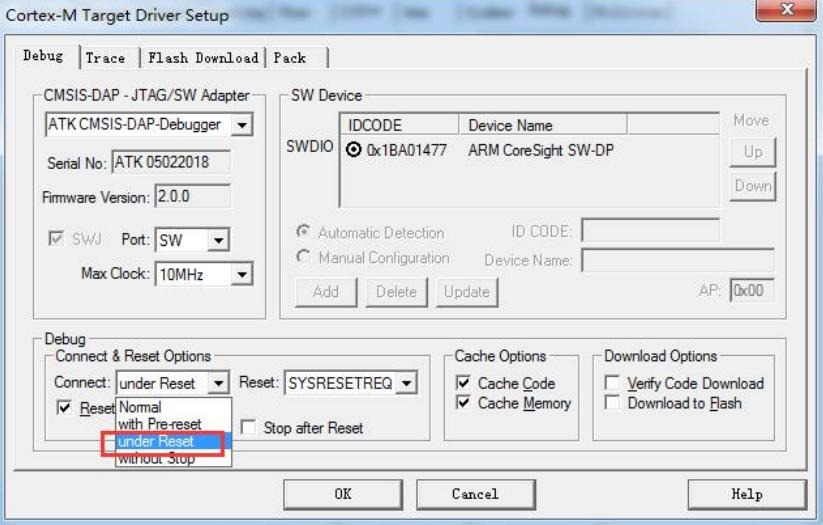 Cortex-M Target Driver Setup
Debug Trace Flash Download Pack
CMSIS-DAP - JTAG/SW Adapter
ATK CMSIS-DAP-Debugger
Serial No: ATK 05022018
Firmware Version: 2.0.0
SWJ Port: SW
Max Clock: 10MHz
SW Device
IDCODE Device Name
SWDIO 0x1BA01477 ARM CoreSight SW-DP
Move
Up
Down
Automatic Detection ID CODE:
Manual Configuration Device Name:
Add Delete Update AP: 0x00
Debug
Connect & Reset Options
Connect: under Reset Reset: SYSRESETREQ
Reset
Normal
with Pre-reset
under Reset
without Stop
Stop after Reset
Cache Options
Cache Code
Cache Memory
Download Options
Verify Code Download
Download to Flash
OK Cancel Help